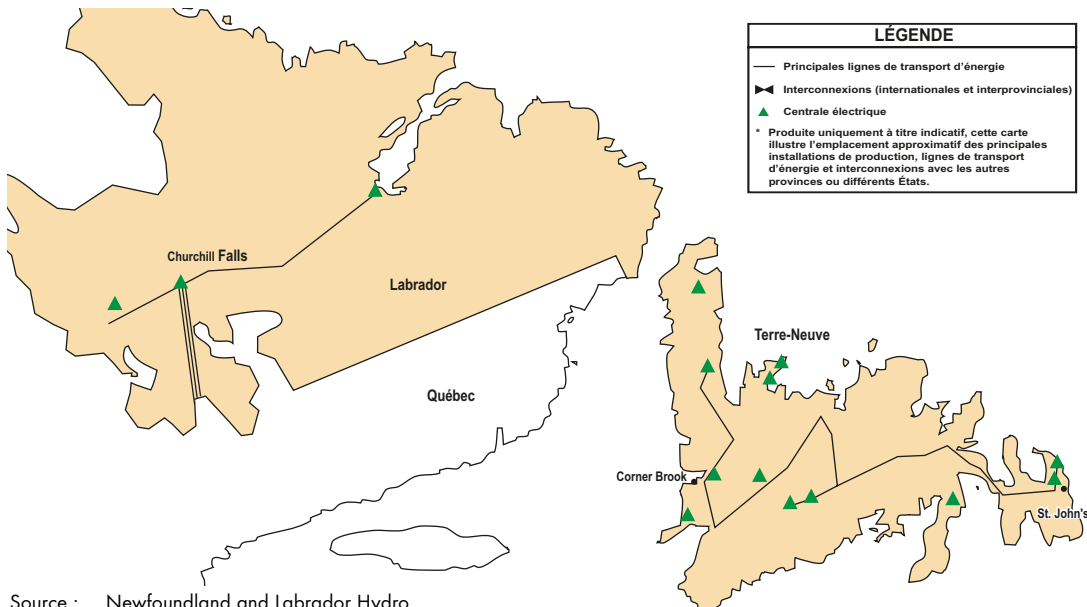 LÉGENDE
Principales lignes de transport d'énergie
Interconnexions (internationales et interprovinciales)
Centrale électrique
* Produite uniquement à titre indicatif, cette carte
illustre l'emplacement approximatif des principales
installations de production, lignes de transport
d'énergie et interconnexions avec les autres
provinces ou différents États.
Churchill Falls
Labrador
Terre-Neuve
Québec
Corner Brook
St. John's
Source : Newfoundland and Labrador Hydro